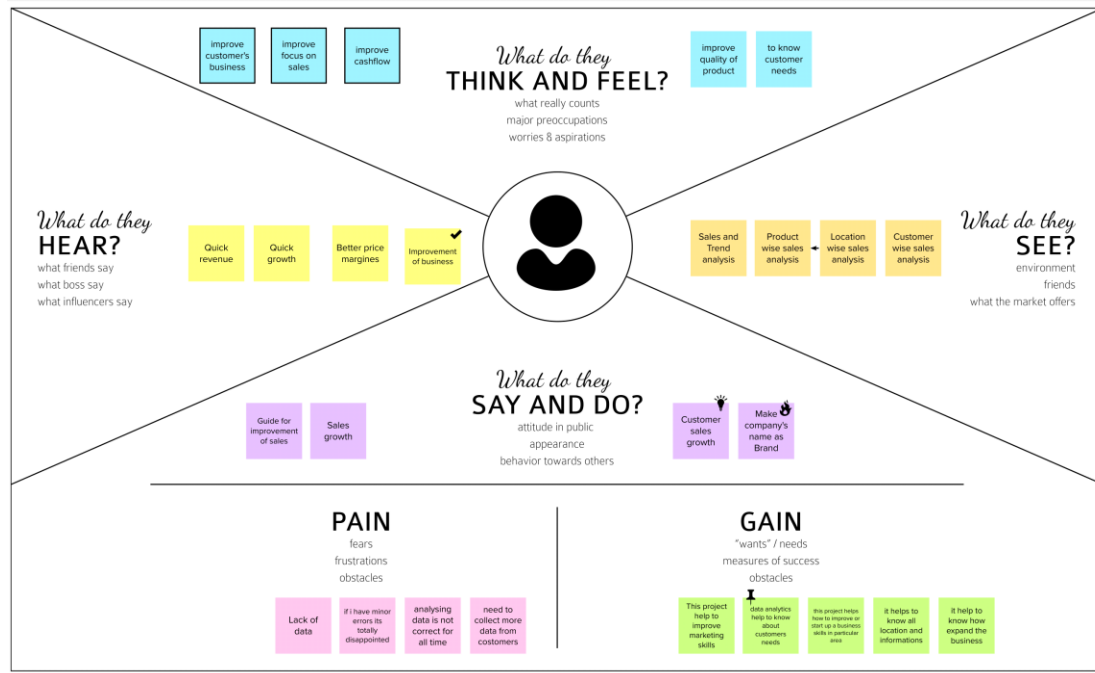 improve
customer's
business
improve
focus on
sales
improve
cashflow
What do they
THINK AND FEEL?
what really counts
major preoccupations
worries & aspirations
improve
quality of
product
to know
customer
needs
What do they
HEAR?
what friends say
what boss say
what influencers say
Quick
revenue
Quick
growth
Better price
margines
Improvement
of business
Sales and
Trend
analysis
Product
wise sales
analysis
Location
wise sales
analysis
Customer
wise sales
analysis
What do they
SEE?
environment
friends
what the market offers
What do they
SAY AND DO?
attitude in public
appearance
behavior towards others
Guide for
improvement
of sales
Sales
growth
Customer
sales
growth
Make
company's
name as
Brand
PAIN
fears
frustrations
obstacles
Lack of
data
if i have minor
errors its
totally
disappointed
analysing
data is not
correct for
all time
need to
collect more
data from
costomers
GAIN
"wants" / needs
measures of success
obstacles
This project
help to
improve
marketing
skills
data analytics
help to know
about
customers
needs
this project helps
how to improve or
start up a business
skills in particular
area
it helps to
know all
location and
informations
it help to
know how
expand the
business